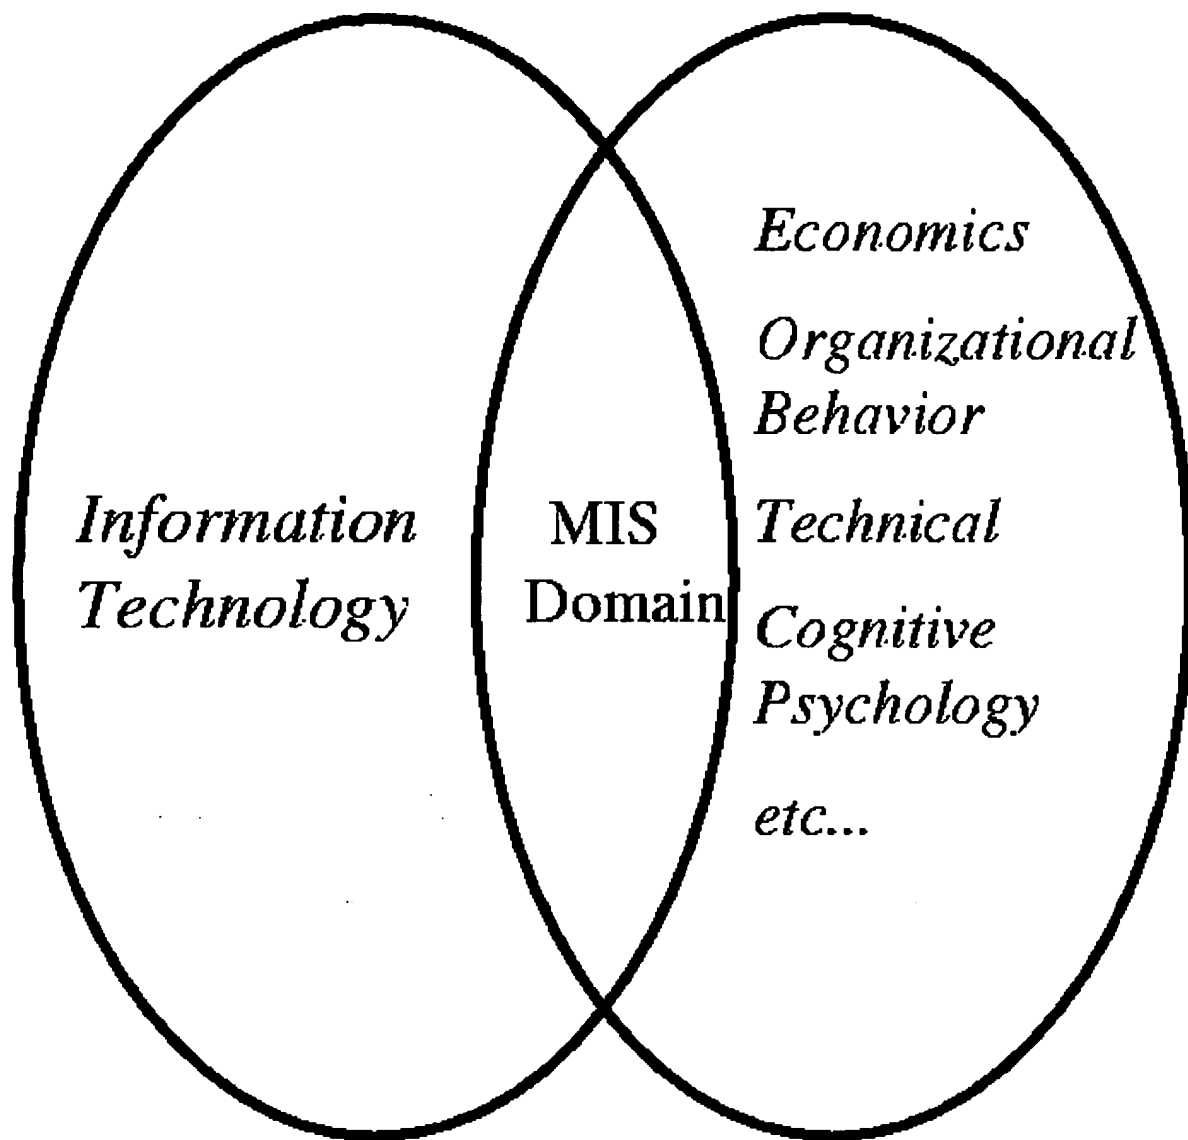 Information
Technology
MIS
Domain
Economics
Organizational
Behavior
Technical
Cognitive
Psychology
etc...